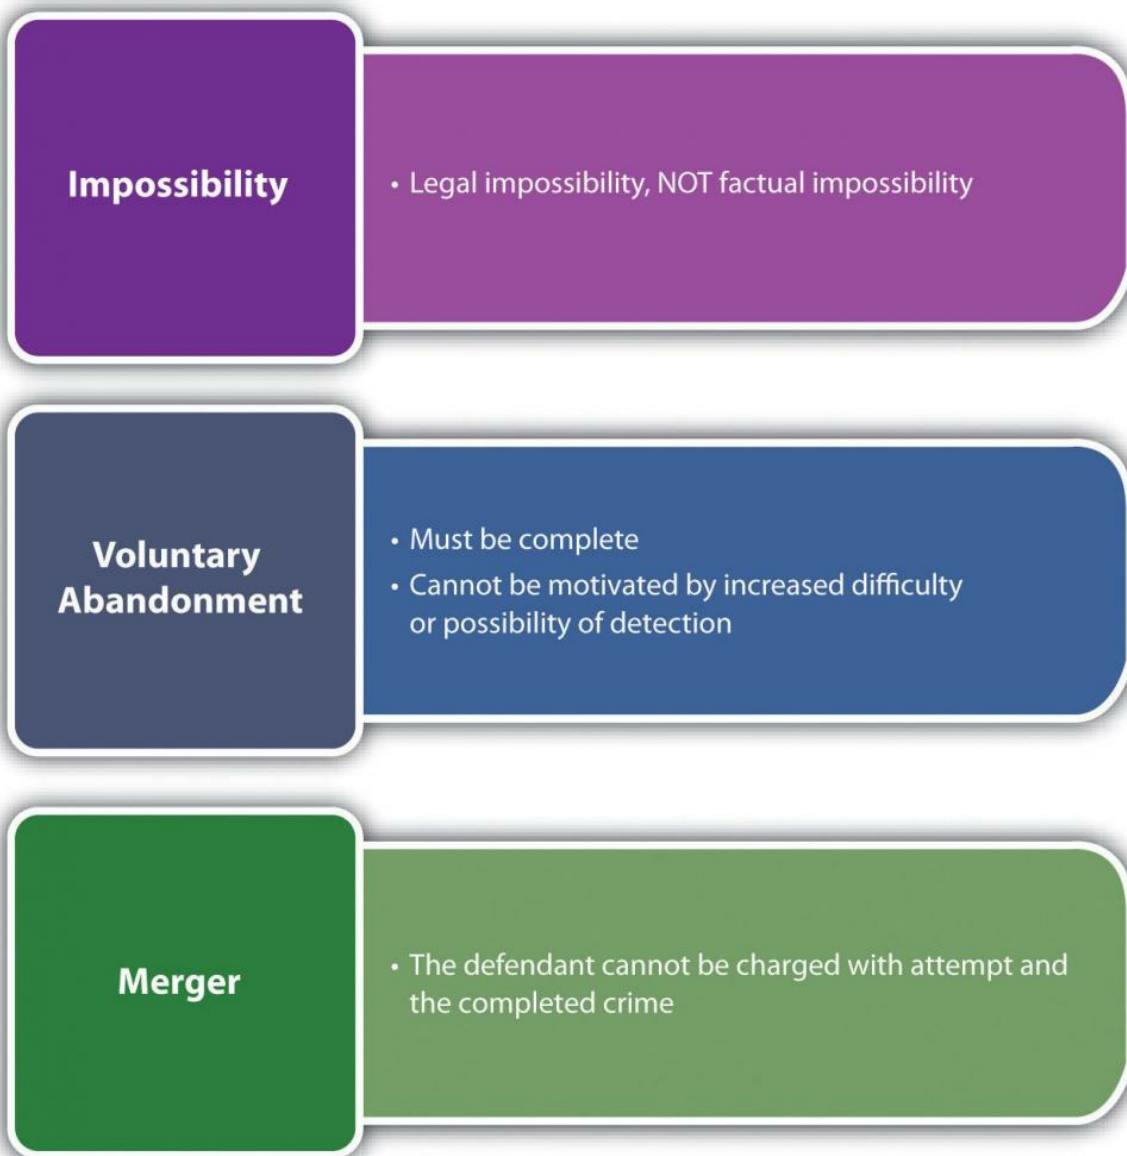 Impossibility
• Legal impossibility, NOT factual impossibility
Voluntary
Abandonment
• Must be complete
• Cannot be motivated by increased difficulty
or possibility of detection
Merger
• The defendant cannot be charged with attempt and
the completed crime